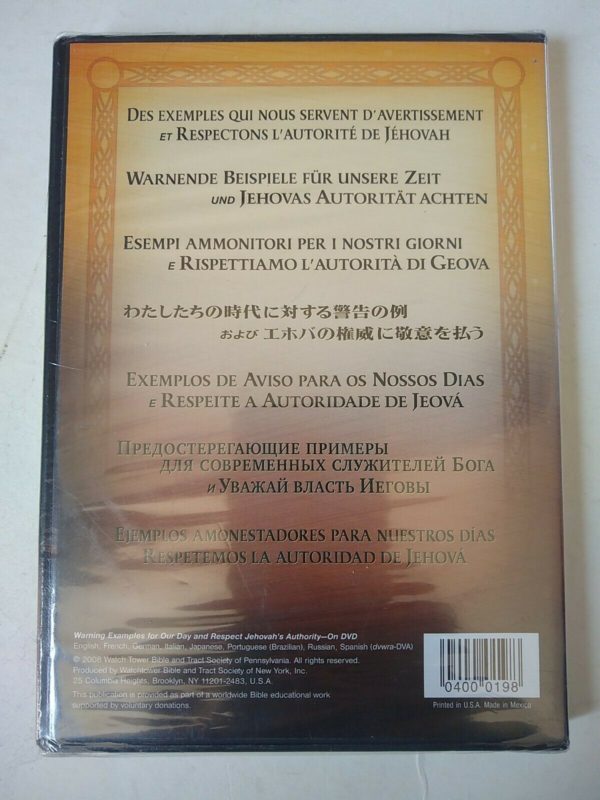 DES EXEMPLES QUI NOUS SERVENT D'AVERTISSEMENT
ET RESPECTONS L'AUTORITÉ DE JÉHOVAH
WARNENDE BEISPIELE FÜR UNSERE ZEIT
UND JEHOVAS AUTORITÄT ACHTEN
ESEMPI AMMONITORI PER I NOSTRI GIORNI
E RISPETTIAMO L'AUTORITÀ DI GEOVA
わたしたちの時代に対する警告の例
および エホバの権威に敬意を払う
EXEMPLOS DE AVISO PARA OS NOSSOS DIAS
E RESPEITE A AUTORIDADE DE JEOVÁ
ПРЕДОСТЕРЕГАЮЩИЕ ПРИМЕРЫ
ДЛЯ СОВРЕМЕННЫХ СЛУЖИТЕЛЕЙ БОГА
И УВАЖАЙ ВЛАСТЬ ИЕГОВЫ
EJEMPLOS AMONESTADORES PARA NUESTROS DÍAS
RESPETEMOS LA AUTORIDAD DE JEHOVÁ
Warning Examples for Our Day and Respect Jehovah's Authority—On DVD
English, French, German, Italian, Japanese, Portuguese (Brazilian), Russian, Spanish (dvwra-DVA)
© 2008 Watch Tower Bible and Tract Society of Pennsylvania. All rights reserved.
Produced by Watchtower Bible and Tract Society of New York, Inc.
25 Columbia Heights, Brooklyn, NY 11201-2483, U.S.A.
This publication is provided as part of a worldwide Bible educational work
supported by voluntary donations.
0400 0198
Printed in U.S.A. Made in Mexico